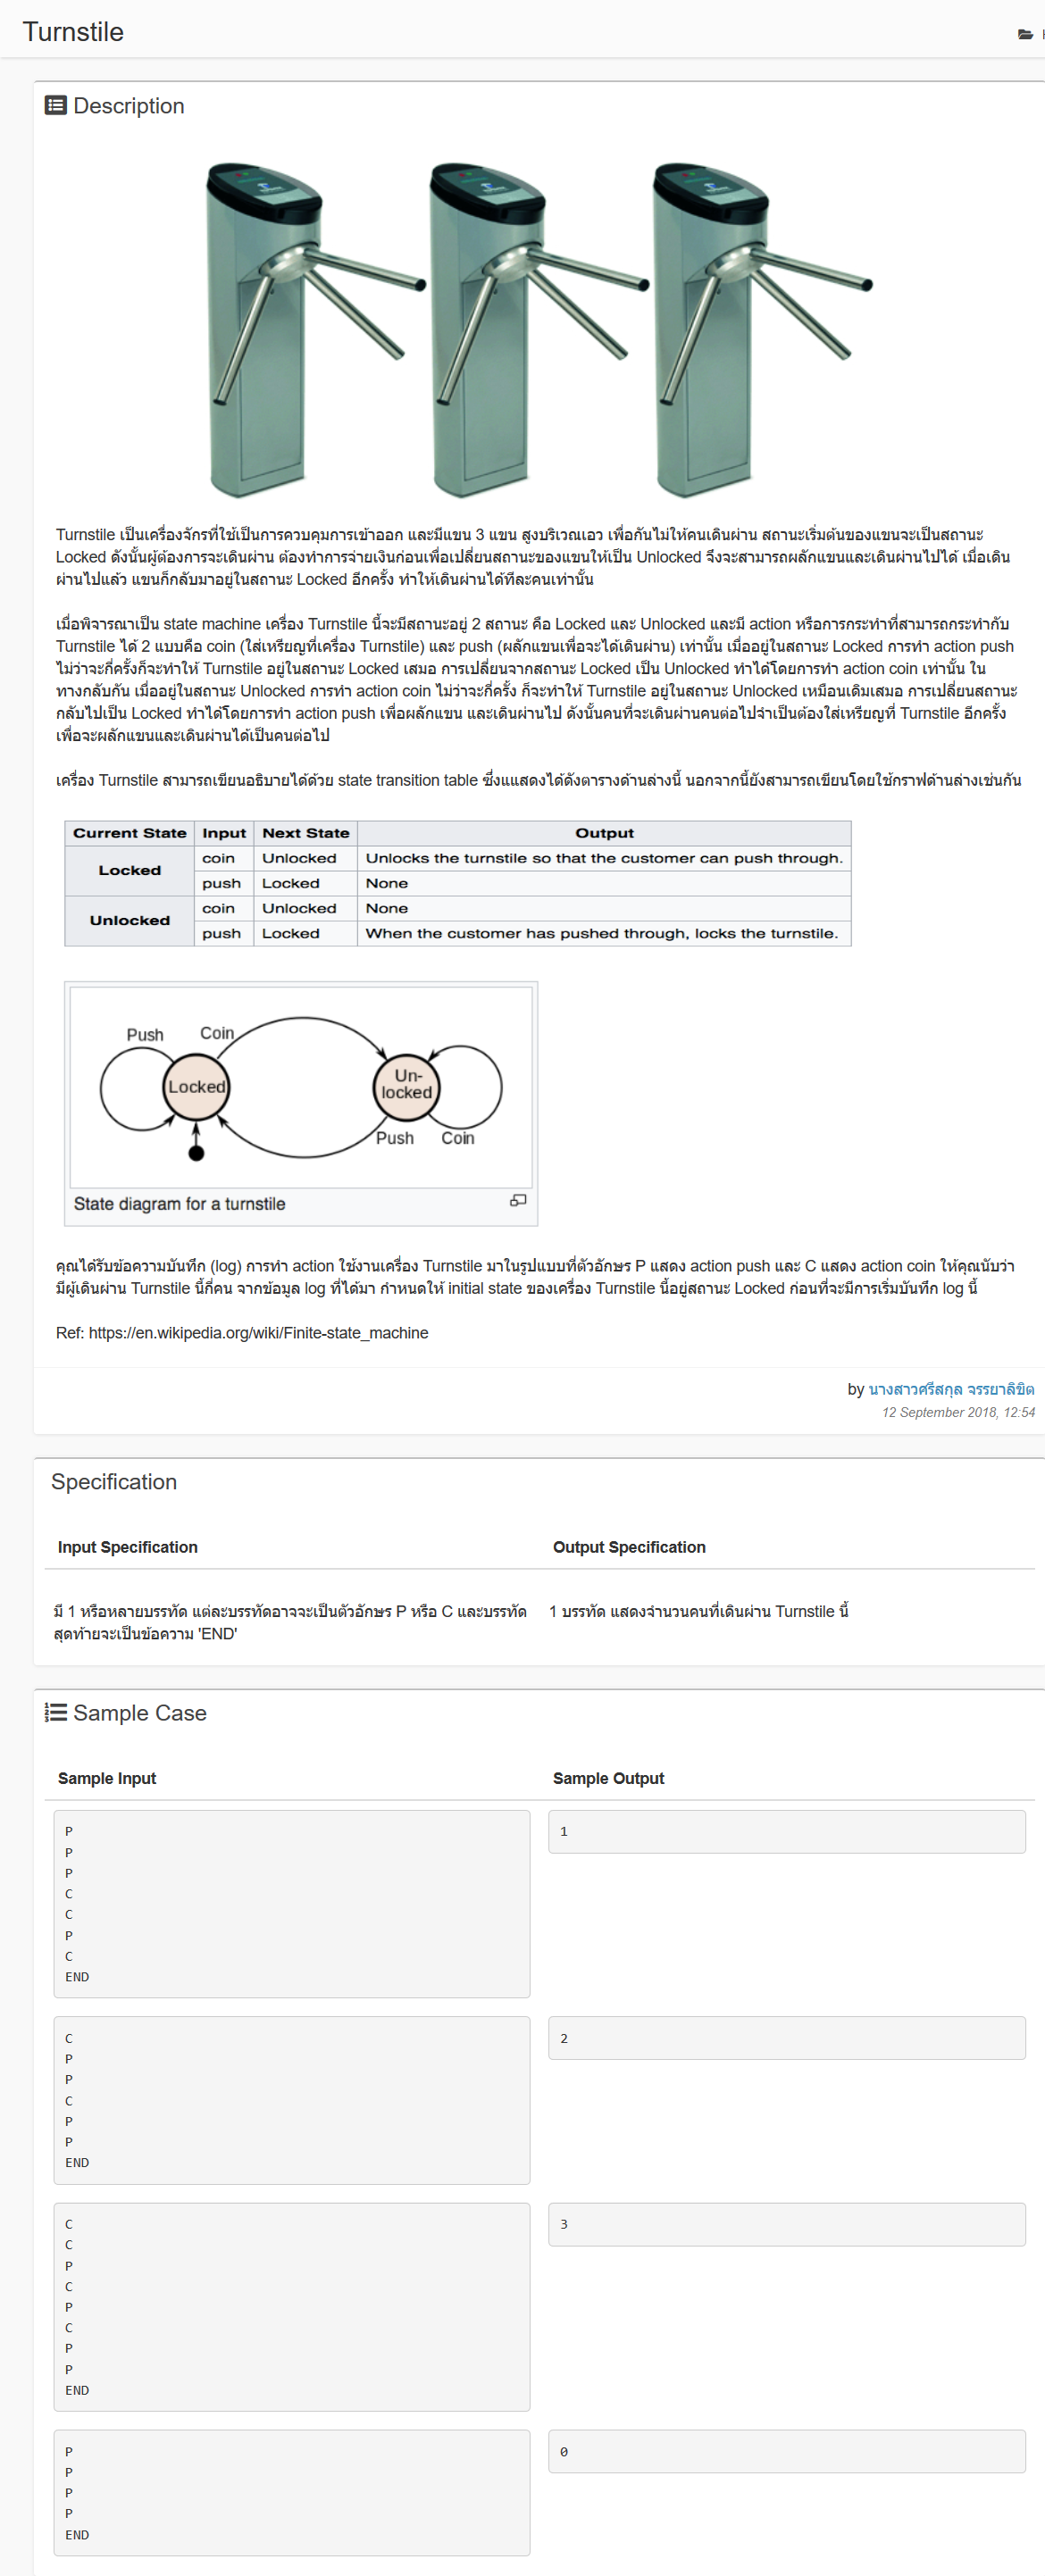 Turnstile
Description
Turnstile เป็นเครื่องจักรที่ใช้เป็นการควบคุมการเข้าออก และมีแขน 3 แขน สูงบริเวณเอว เพื่อกันไม่ให้คนเดินผ่าน สถานะเริ่มต้นของแขนจะเป็นสถานะ
Locked ดังนั้นผู้ต้องการจะเดินผ่าน ต้องทำการจ่ายเงินก่อนเพื่อเปลี่ยนสถานะของแขนให้เป็น Unlocked จึงจะสามารถผลักแขนและเดินผ่านไปได้ เมื่อเดิน
ผ่านไปแล้ว แขนก็กลับมาอยู่ในสถานะ Locked อีกครั้ง ทำให้เดินผ่านได้ทีละคนเท่านั้น
เมื่อพิจารณาเป็น state machine เครื่อง Turnstile นี้จะมีสถานะอยู่ 2 สถานะ คือ Locked และ Unlocked และมี action หรือการกระทำที่สามารถกระทำกับ
Turnstile ได้ 2 แบบคือ coin (ใส่เหรียญที่เครื่อง Turnstile) และ push (ผลักแขนเพื่อจะได้เดินผ่าน) เท่านั้น เมื่ออยู่ในสถานะ Locked การทำ action push
ไม่ว่าจะกี่ครั้งก็จะทำให้ Turnstile อยู่ในสถานะ Locked เสมอ การเปลี่ยนจากสถานะ Locked เป็น Unlocked ทำได้โดยการทำ action coin เท่านั้น ใน
ทางกลับกัน เมื่ออยู่ในสถานะ Unlocked การทำ action coin ไม่ว่าจะกี่ครั้ง ก็จะทำให้ Turnstile อยู่ในสถานะ Unlocked เหมือนเดิมเสมอ การเปลี่ยนสถานะ
กลับไปเป็น Locked ทำได้โดยการทำ action push เพื่อผลักแขน และเดินผ่านไป ดังนั้นคนที่จะเดินผ่านคนต่อไปจำเป็นต้องใส่เหรียญที่ Turnstile อีกครั้ง
เพื่อจะผลักแขนและเดินผ่านได้เป็นคนต่อไป
เครื่อง Turnstile สามารถเขียนอธิบายได้ด้วย state transition table ซึ่งแแสดงได้ดังตารางด้านล่างนี้ นอกจากนี้ยังสามารถเขียนโดยใช้กราฟด้านล่างเช่นกัน
Current State Input Next State Output
Locked coin Unlocked Unlocks the turnstile so that the customer can push through.
push Locked None
Unlocked coin Unlocked None
push Locked When the customer has pushed through, locks the turnstile.
Push Coin
Locked
Un-
locked
Push Coin
State diagram for a turnstile
คุณได้รับข้อความบันทึก (log) การทำ action ใช้งานเครื่อง Turnstile มาในรูปแบบที่ตัวอักษร P แสดง action push และ C แสดง action coin ให้คุณนับว่า
มีผู้เดินผ่าน Turnstile นี้กี่คน จากข้อมูล log ที่ได้มา กำหนดให้ initial state ของเครื่อง Turnstile นี้อยู่สถานะ Locked ก่อนที่จะมีการเริ่มบันทึก log นี้
Ref: https://en.wikipedia.org/wiki/Finite-state_machine
by นางสาวศรีสกุล จรรยาลิขิต
12 September 2018, 12:54
Specification
Input Specification Output Specification
มี 1 หรือหลายบรรทัด แต่ละบรรทัดอาจจะเป็นตัวอักษร P หรือ C และบรรทัด
สุดท้ายจะเป็นข้อความ 'END'
1 บรรทัด แสดงจำนวนคนที่เดินผ่าน Turnstile นี้
Sample Case
Sample Input Sample Output
P
P
P
C
C
P
C
END
1
C
P
P
C
P
P
END
2
C
C
P
C
P
C
P
P
END
3
P
P
P
P
END
0